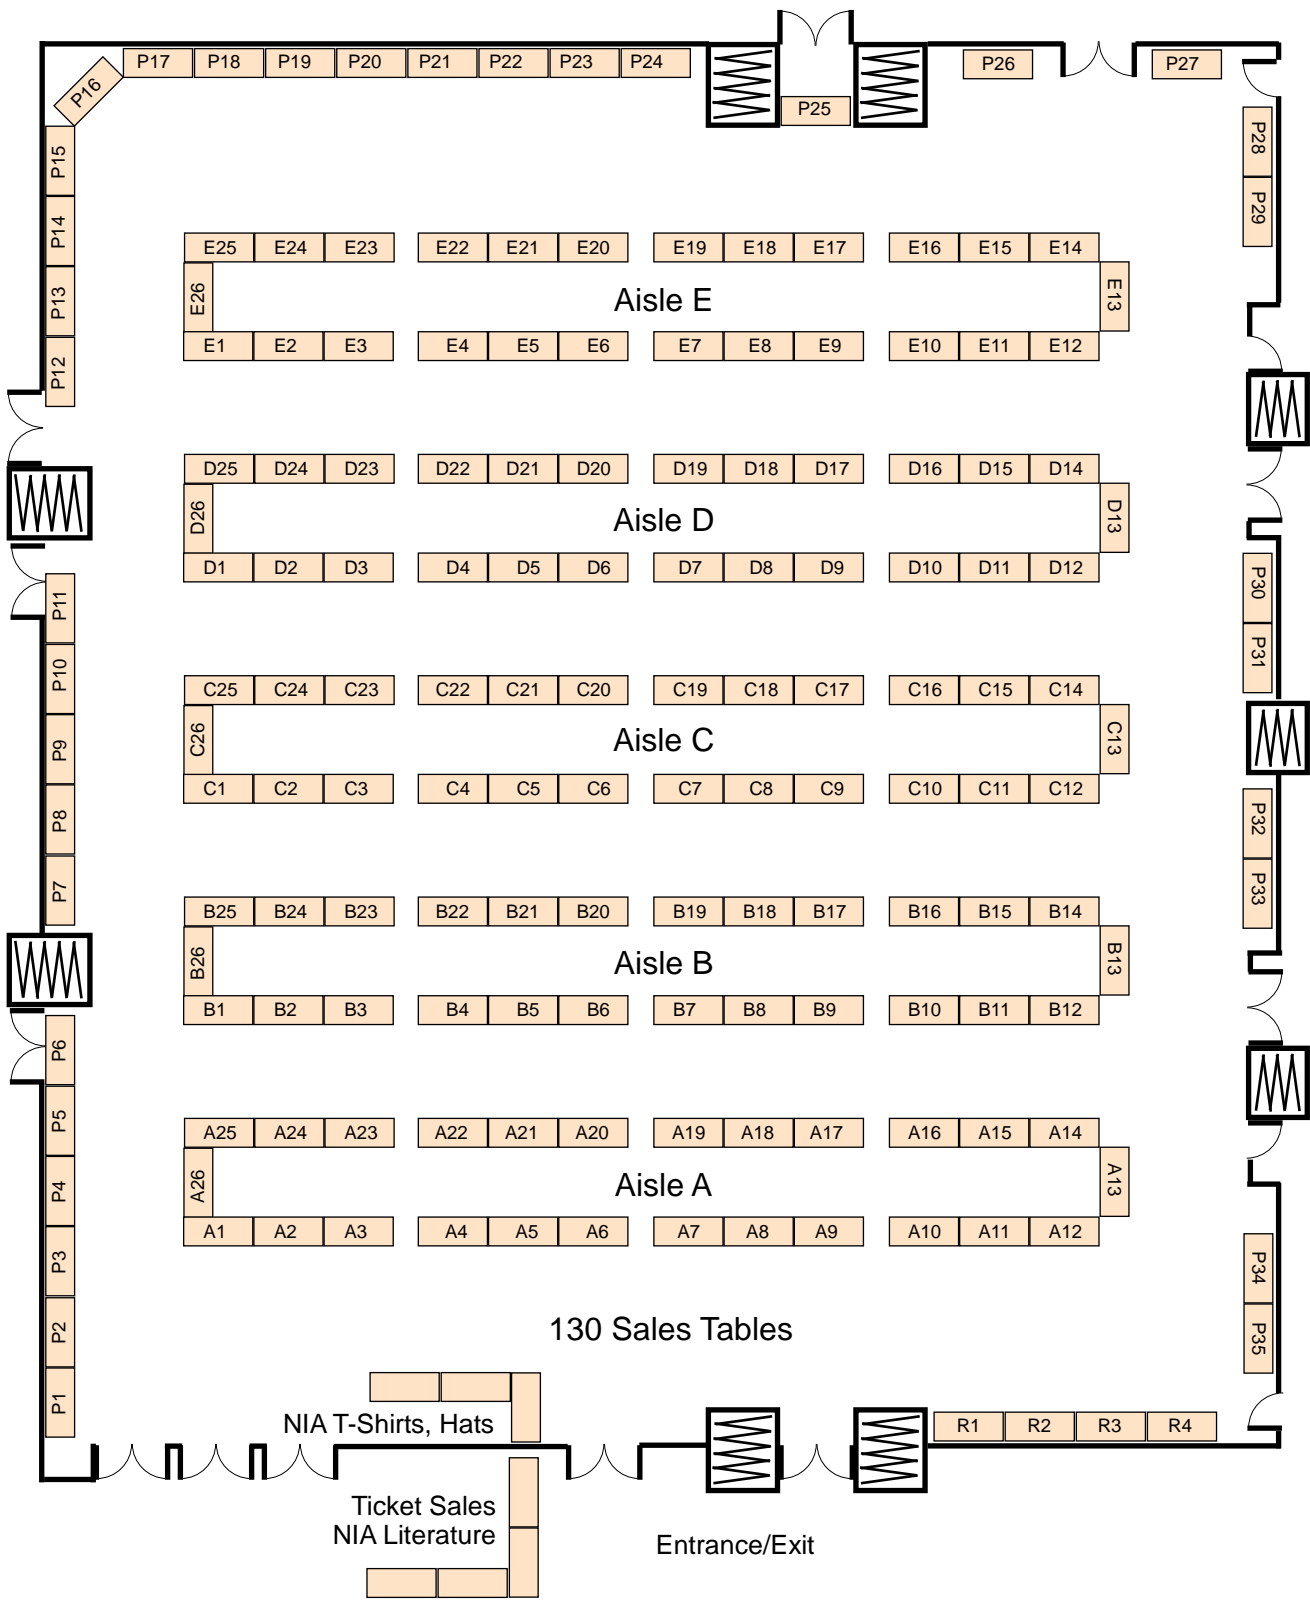 P17 P18 P19 P20 P21 P22 P23 P24 P26 P27
P16
P25
P15
P14
P13
P12
P28
P29
E25 E24 E23 E22 E21 E20 E19 E18 E17 E16 E15 E14
E26 Aisle E E13
E1 E2 E3 E4 E5 E6 E7 E8 E9 E10 E11 E12
D25 D24 D23 D22 D21 D20 D19 D18 D17 D16 D15 D14
D26 Aisle D D13
D1 D2 D3 D4 D5 D6 D7 D8 D9 D10 D11 D12
P11
P10
P9
P8
P7
P30
P31
C25 C24 C23 C22 C21 C20 C19 C18 C17 C16 C15 C14
C26 Aisle C C13
C1 C2 C3 C4 C5 C6 C7 C8 C9 C10 C11 C12
P32
P33
B25 B24 B23 B22 B21 B20 B19 B18 B17 B16 B15 B14
B26 Aisle B B13
B1 B2 B3 B4 B5 B6 B7 B8 B9 B10 B11 B12
P6
P5
P4
P3
P2
P1
A25 A24 A23 A22 A21 A20 A19 A18 A17 A16 A15 A14
A26 Aisle A A13
A1 A2 A3 A4 A5 A6 A7 A8 A9 A10 A11 A12
P34
P35
130 Sales Tables
NIA T-Shirts, Hats
R1 R2 R3 R4
Ticket Sales
NIA Literature
Entrance/Exit